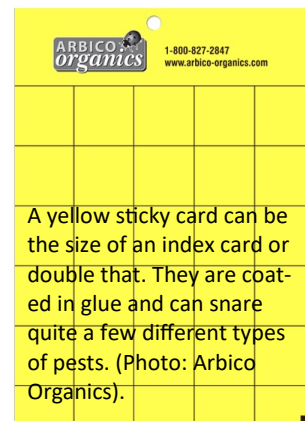 ARBICO
organics
1-800-827-2847
www.arbico-organics.com
A yellow sticky card can be
the size of an index card or
double that. They are coat-
ed in glue and can snare
quite a few different types
of pests. (Photo: Arbico
Organics).